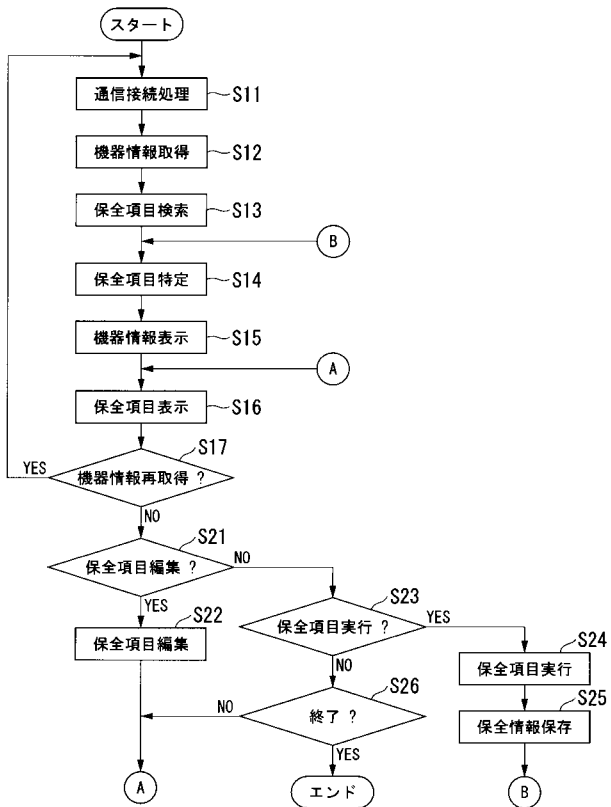 スタート
通信接続処理 S11
機器情報取得 S12
保全項目検索 S13
B
保全項目特定 S14
機器情報表示 S15
A
保全項目表示 S16
S17
YES
機器情報再取得 ?
NO
S21
保全項目編集 ?
NO
YES
S22
保全項目編集
S23
保全項目実行 ?
YES
NO
S24
保全項目実行
S25
保全情報保存
S26
NO
終了 ?
YES
A
エンド
B